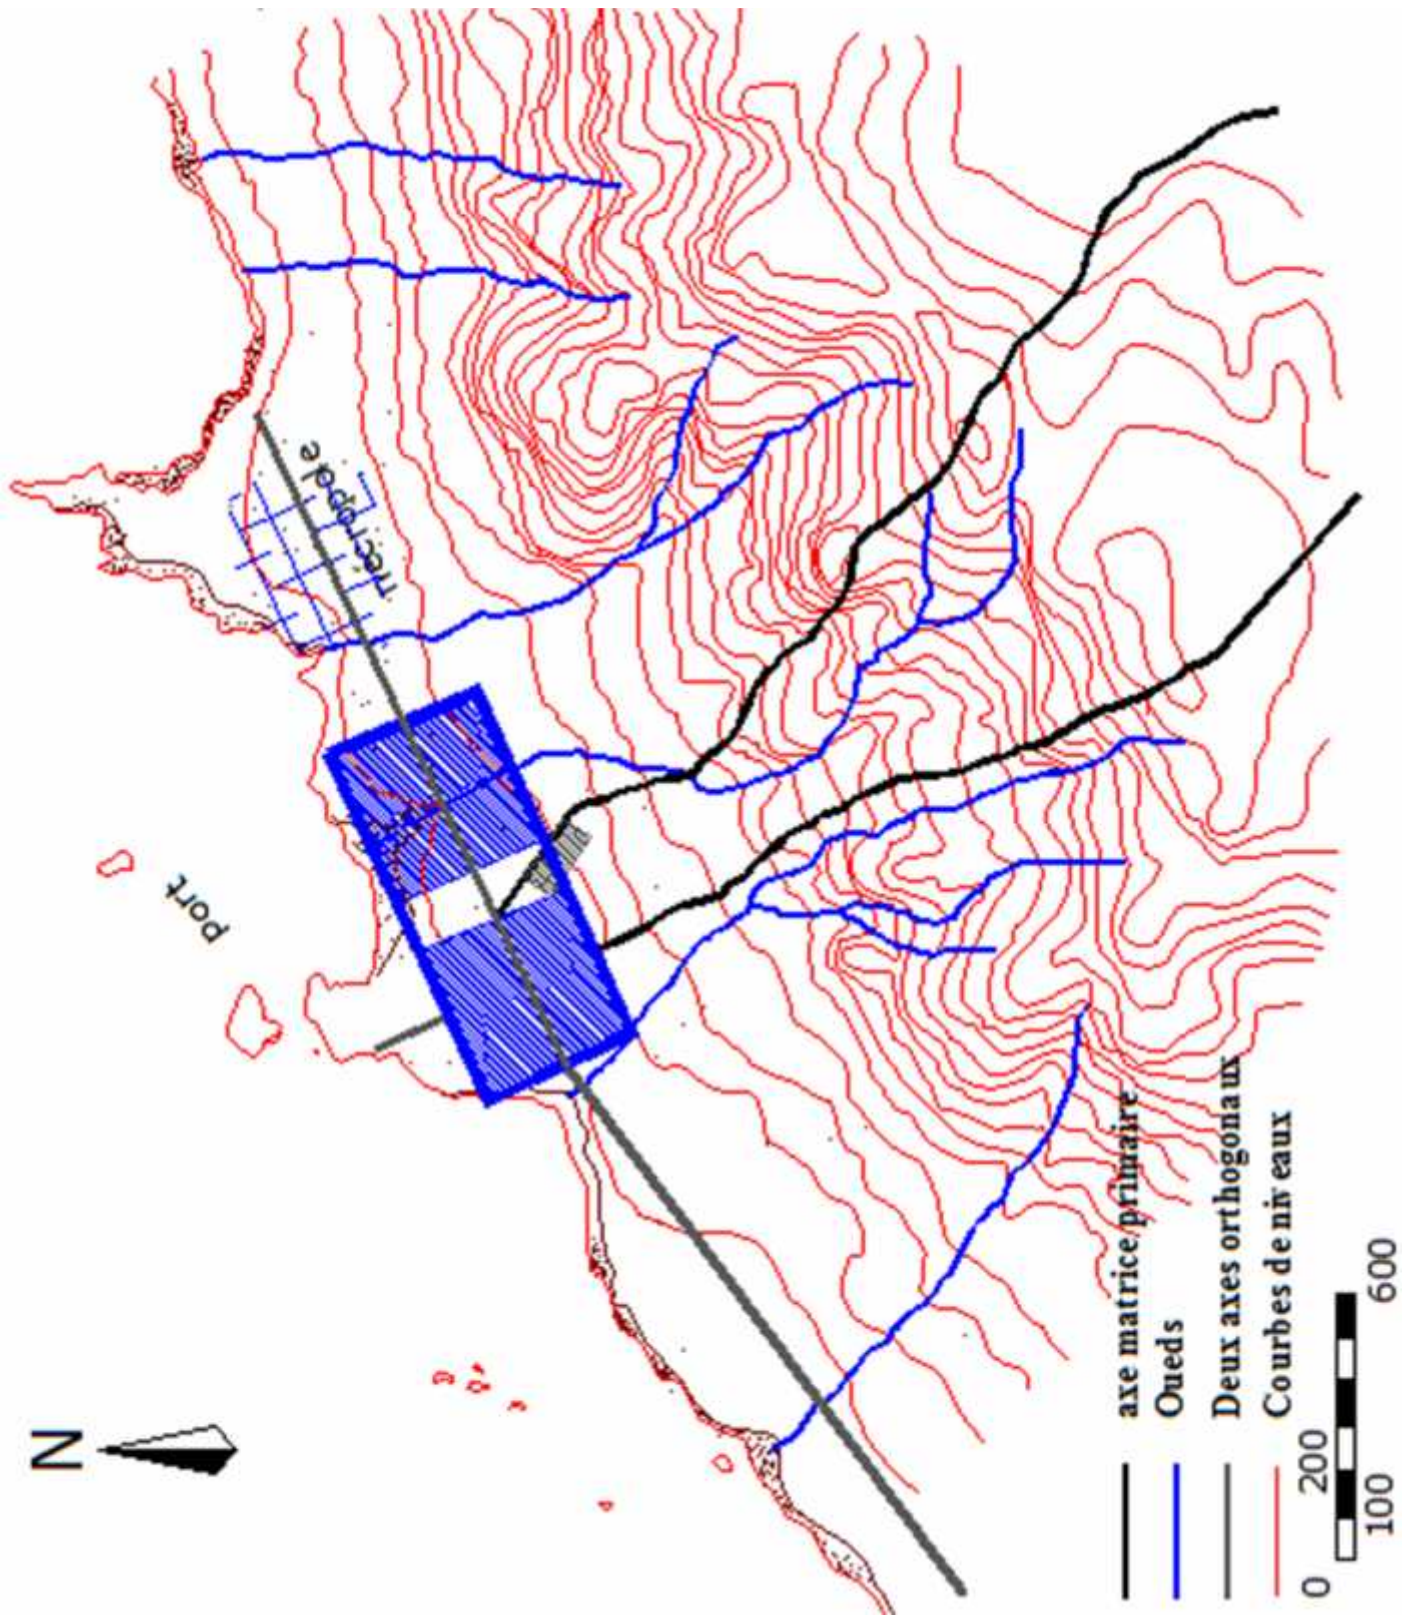 N
port
nécropole
axe matrice/primaire
Oueds
Deux axes orthogonaux
Courbes de niveaux
0 200 600
100